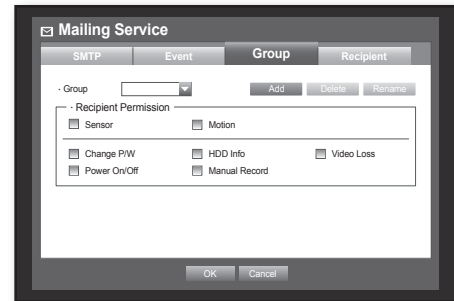 Mailing Service
SMTP Event Group Recipient
· Group Add Delete Rename
· Recipient Permission
Sensor Motion
Change P/W HDD Info Video Loss
Power On/Off Manual Record
OK Cancel